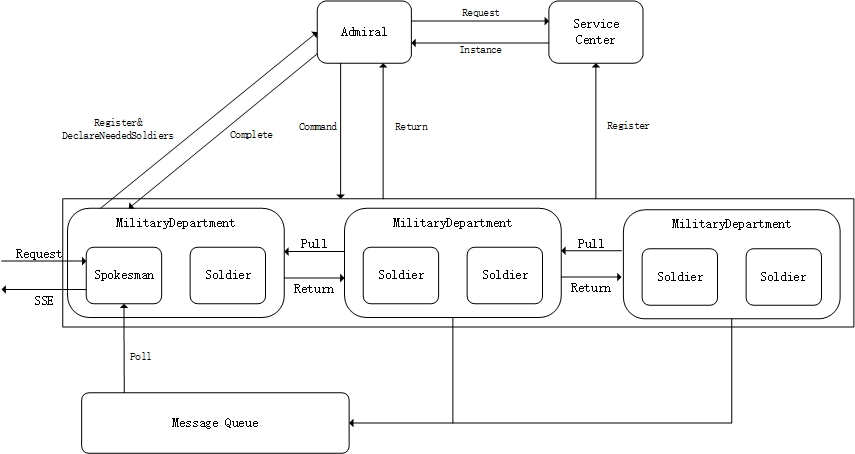 Request
Admiral
Service
Center
Instance
Register&
DeclareNeededSoldiers
Complete
Command
Return
Register
MilitaryDepartment
MilitaryDepartment
MilitaryDepartment
Request
Spokesman
Soldier
Pull
Soldier
Soldier
Pull
Soldier
Soldier
SSE
Return
Return
Poll
Message Queue